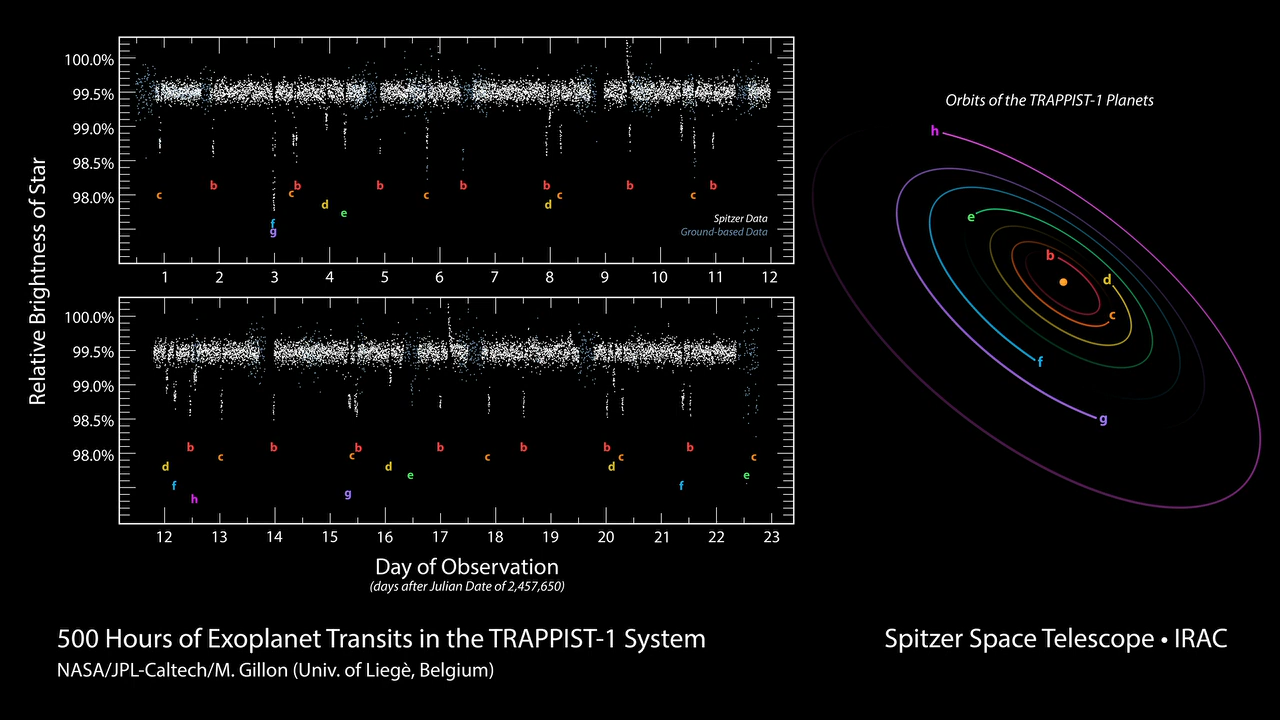 Relative Brightness of Star
100.0%
99.5%
99.0%
98.5%
98.0%
c b f g c b d e b c b b d c b c b
Spitzer Data
Ground-based Data
1 2 3 4 5 6 7 8 9 10 11 12
100.0%
99.5%
99.0%
98.5%
98.0%
d f b h c b g c b d e b c b b d c f b e c
12 13 14 15 16 17 18 19 20 21 22 23
Day of Observation
(days after Julian Date of 2,457,650)
Orbits of the TRAPPIST-1 Planets
h
e
b
d
c
f
g
500 Hours of Exoplanet Transits in the TRAPPIST-1 System
NASA/JPL-Caltech/M. Gillon (Univ. of Liegè, Belgium)
Spitzer Space Telescope • IRAC